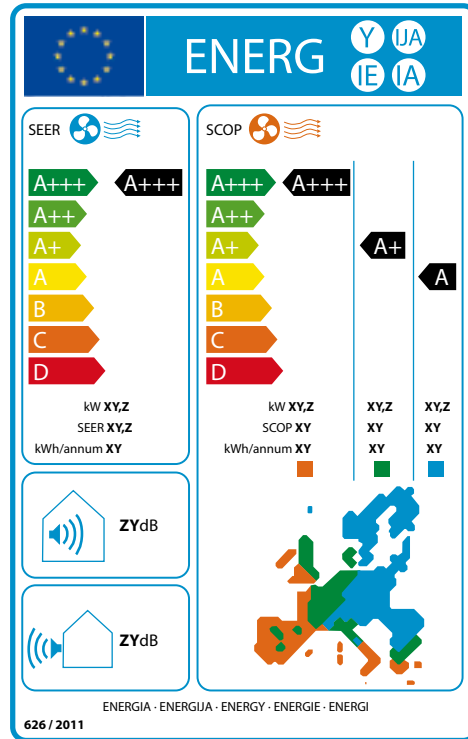 ENERG Y IJA
IE IA
SEER
A+++ A+++
A++
A+
A
B
C
D
kW XY,Z
SEER XY,Z
kWh/annum XY
SCOP
A+++ A+++
A++
A+ A+
A A
B
C
D
kW XY,Z XY,Z XY,Z
SCOP XY XY XY
kWh/annum XY XY XY
ZYdB
ZYdB
ENERGIA · ENERGIJA · ENERGY · ENERGIE · ENERGI
626 / 2011